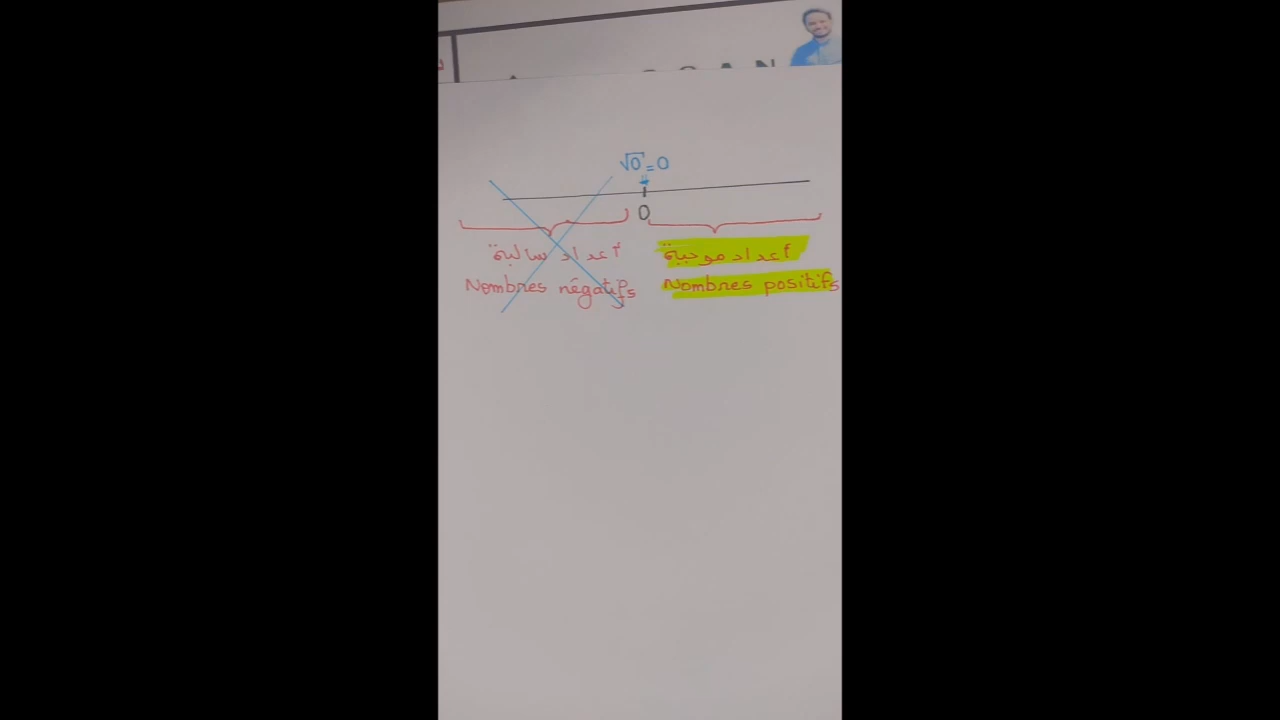 √0 = 0
0
أعداد سالبة
Nombres négatifs
أعداد موجبة
Nombres positifs